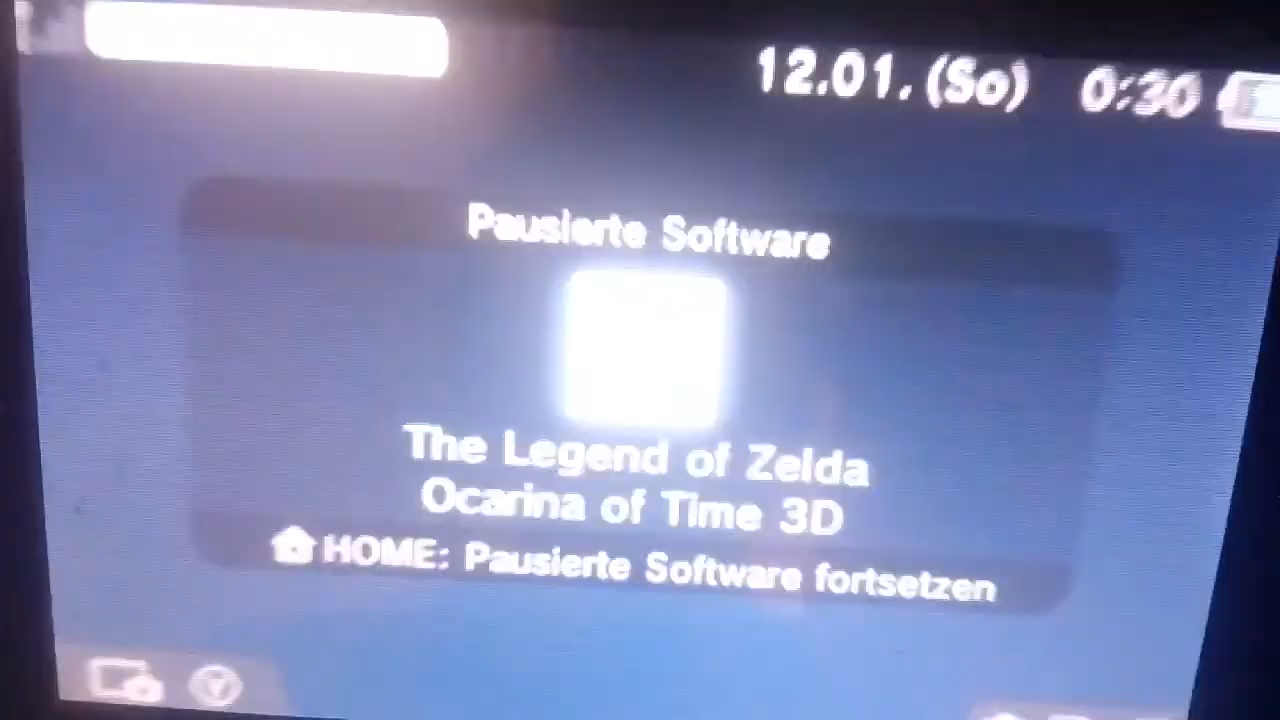 12.01. (So) 0:30
Pausierte Software
The Legend of Zelda
Ocarina of Time 3D
HOME: Pausierte Software fortsetzen
Y